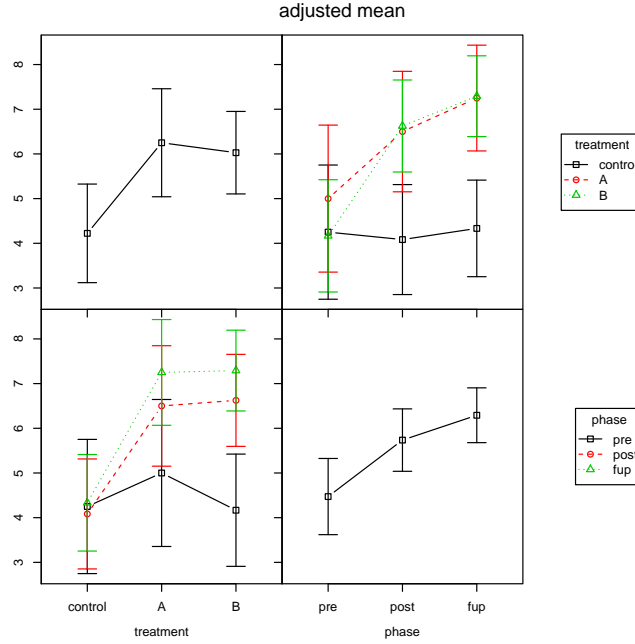 adjusted mean
3 4 5 6 7 8
treatment
control
A
B
3 4 5 6 7 8
phase
pre
post
fup
control A B pre post fup
treatment phase